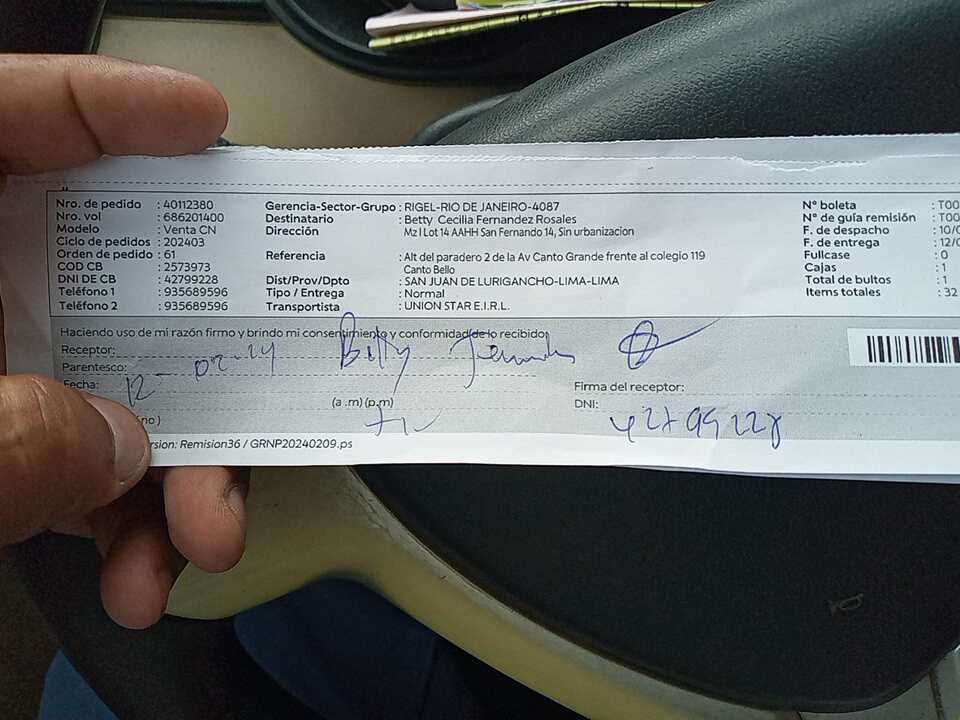 Nro. de pedido : 40112380
Nro. vol : 686201400
Modelo : Venta CN
Ciclo de pedidos : 202403
Orden de pedido : 61
COD CB : 2573973
DNI DE CB : 42799228
Teléfono 1 : 935689596
Teléfono 2 : 935689596
Gerencia-Sector-Grupo : RIGEL-RIO DE JANEIRO-4087
Destinatario : Betty Cecilia Fernandez Rosales
Dirección : Mz I Lot 14 AAHH San Fernando 14, Sin urbanizacion
Referencia : Alt del paradero 2 de la Av Canto Grande frente al colegio 119
Canto Bello
Dist/Prov/Dpto : SAN JUAN DE LURIGANCHO-LIMA-LIMA
Tipo / Entrega : Normal
Transportista : UNION STAR E.I.R.L.
N° boleta : T00
N° de guía remisión : T00
F. de despacho : 10/0
F. de entrega : 12/0
Fullcase : 0
Cajas : 1
Total de bultos : 1
Items totales : 32
Haciendo uso de mi razón firmo y brindo mi consentimiento y conformidad de lo recibido
Receptor: Betty Fernandez
Parentesco:
Fecha: 12-02-24
(a .m) (p.m)
Firma del receptor:
DNI: 42799228
no )
rsion: Remision36 / GRNP20240209.ps